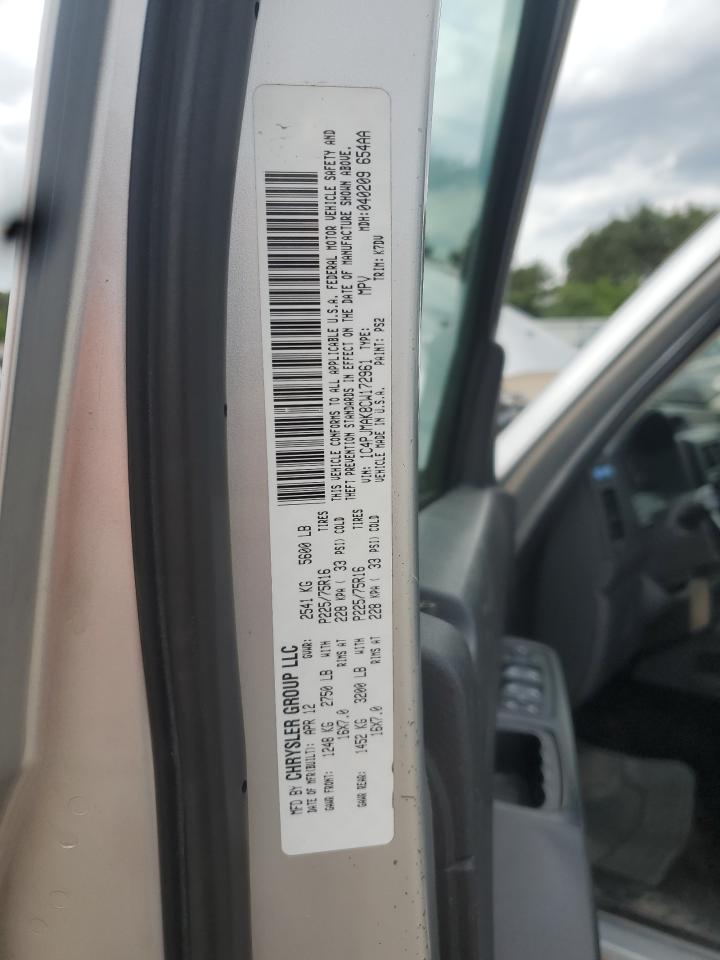 MFD BY CHRYSLER GROUP LLC
DATE OF MFR(BUILT): APR 12 GVWR: 2541 KG 5600 LB
GAWR FRONT: 1248 KG 2750 LB WITH P225/75R16 TIRES
16X7.0 RIMS AT 228 KPA ( 33 PSI) COLD
GAWR REAR: 1452 KG 3200 LB WITH P225/75R16 TIRES
16X7.0 RIMS AT 228 KPA ( 33 PSI) COLD
THIS VEHICLE CONFORMS TO ALL APPLICABLE U.S.A. FEDERAL MOTOR VEHICLE SAFETY AND
THEFT PREVENTION STANDARDS IN EFFECT ON THE DATE OF MANUFACTURE SHOWN ABOVE.
VIN: 1C4PJMAK8CW172961 TYPE: MPV MDH:040209 654AA
VEHICLE MADE IN U.S.A. PAINT: PS2 TRIM: K7DV